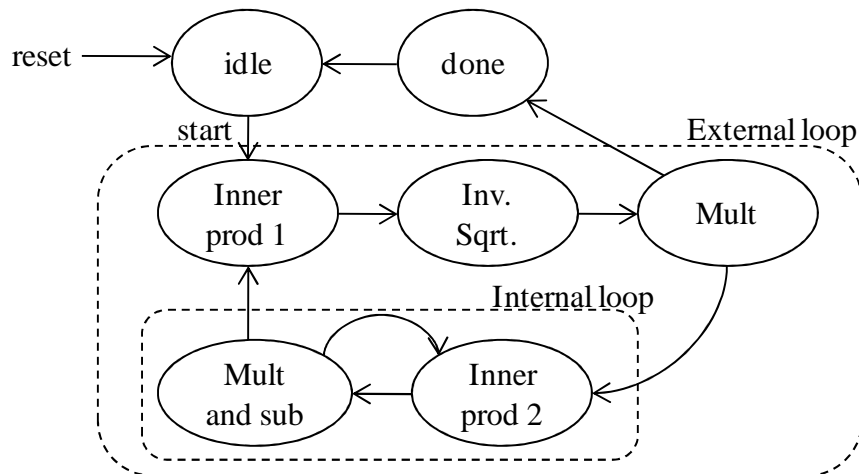 reset
idle
done
start
External loop
Inner
prod 1
Inv.
Sqrt.
Mult
Internal loop
Mult
and sub
Inner
prod 2